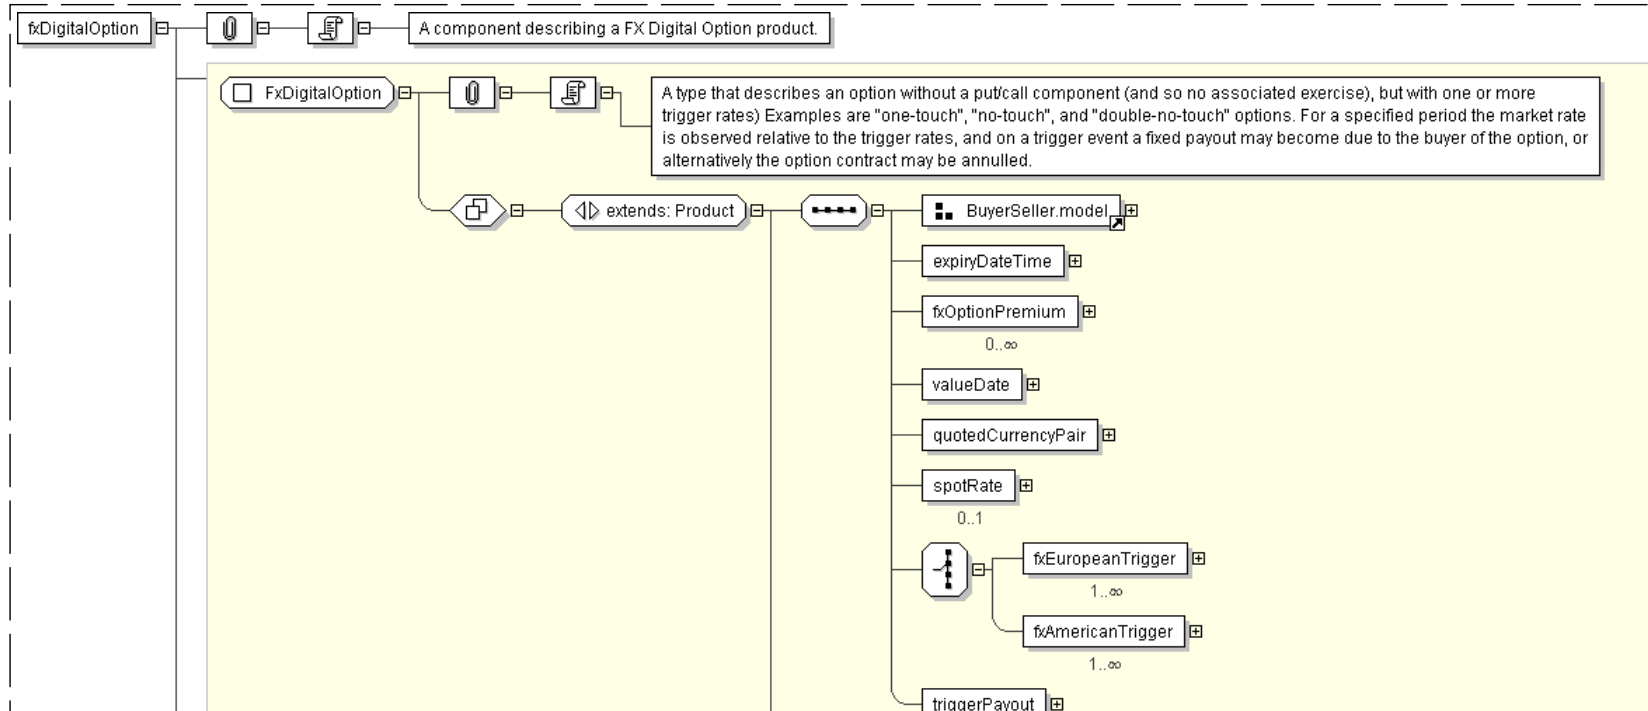 fxDigitalOption
A component describing a FX Digital Option product.
FxDigitalOption
A type that describes an option without a put/call component (and so no associated exercise), but with one or more
trigger rates) Examples are "one-touch", "no-touch", and "double-no-touch" options. For a specified period the market rate
is observed relative to the trigger rates, and on a trigger event a fixed payout may become due to the buyer of the option, or
alternatively the option contract may be annulled.
extends: Product
BuyerSeller.model
expiryDateTime
fxOptionPremium
0..∞
valueDate
quotedCurrencyPair
spotRate
0..1
fxEuropeanTrigger
1..∞
fxAmericanTrigger
1..∞
triggerPayout